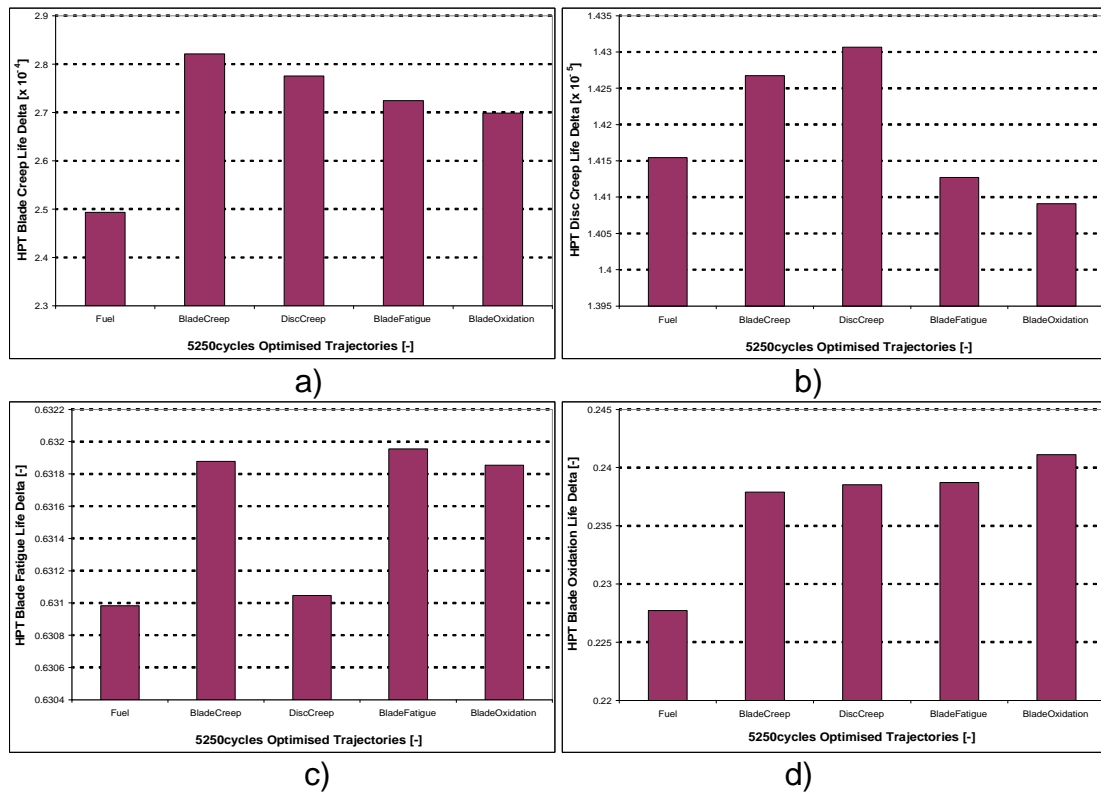 HPT Blade Creep Life Delta [x 10⁻⁴]
2.9
2.8
2.7
2.6
2.5
2.4
2.3
Fuel BladeCreep DiscCreep BladeFatigue BladeOxidation
5250cycles Optimised Trajectories [-]
a)
HPT Disc Creep Life Delta [x 10⁻⁵]
1.435
1.43
1.425
1.42
1.415
1.41
1.405
1.4
1.395
Fuel BladeCreep DiscCreep BladeFatigue BladeOxidation
5250cycles Optimised Trajectories [-]
b)
HPT Blade Fatigue Life Delta [-]
0.6322
0.632
0.6318
0.6316
0.6314
0.6312
0.631
0.6308
0.6306
0.6304
Fuel BladeCreep DiscCreep BladeFatigue BladeOxidation
5250cycles Optimised Trajectories [-]
c)
HPT Blade Oxidation Life Delta [-]
0.245
0.24
0.235
0.23
0.225
0.22
Fuel BladeCreep DiscCreep BladeFatigue BladeOxidation
5250cycles Optimised Trajectories [-]
d)